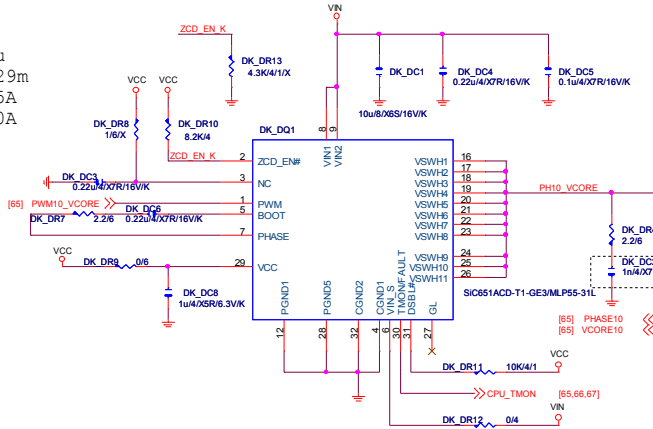 VIN
ZCD_EN_K
u
29m
5A
0A
DK_DR13
4.3K/4/1/X
VCC
VCC
DK_DC1
DK_DC4
0.22u/4/X7R/16V/K
DK_DC5
0.1u/4/X7R/16V/K
10u/8/X6S/16V/K
DK_DR8
1/6/X
DK_DR10
8.2K/4
DK_DQ1
8
9
VIN1
VIN2
ZCD_EN_K
2
ZCD_EN#
DK_DC3
0.22u/4/X7R/16V/K
3
NC
[65] PWM10_VCORE
1
PWM
DK_DR7
2.2/6
DK_DC6
0.22u/4/X7R/16V/K
5
BOOT
7
PHASE
VCC
DK_DR9
0/6
29
VCC
DK_DC8
1u/4/X5R/6.3V/K
VSWH1
16
VSWH2
17
VSWH3
18
VSWH4
19
VSWH5
20
VSWH6
21
VSWH7
22
VSWH8
23
VSWH9
24
VSWH10
25
VSWH11
26
PH10_VCORE
2.2/6
1n/4/X7
SiC651ACD-T1-GE3/MLP55-31L
PGND1
PGND5
CGND2
CGND1
VIN_S
TMON/FAULT
DSBL#
GL
12
28
32
4
6
30
31
27
[65] PHASE10
[65] VCORE10
DK_DR11
10K/4/1
VCC
CPU_TMON [65,66,67]
DK_DR12
0/4
VIN